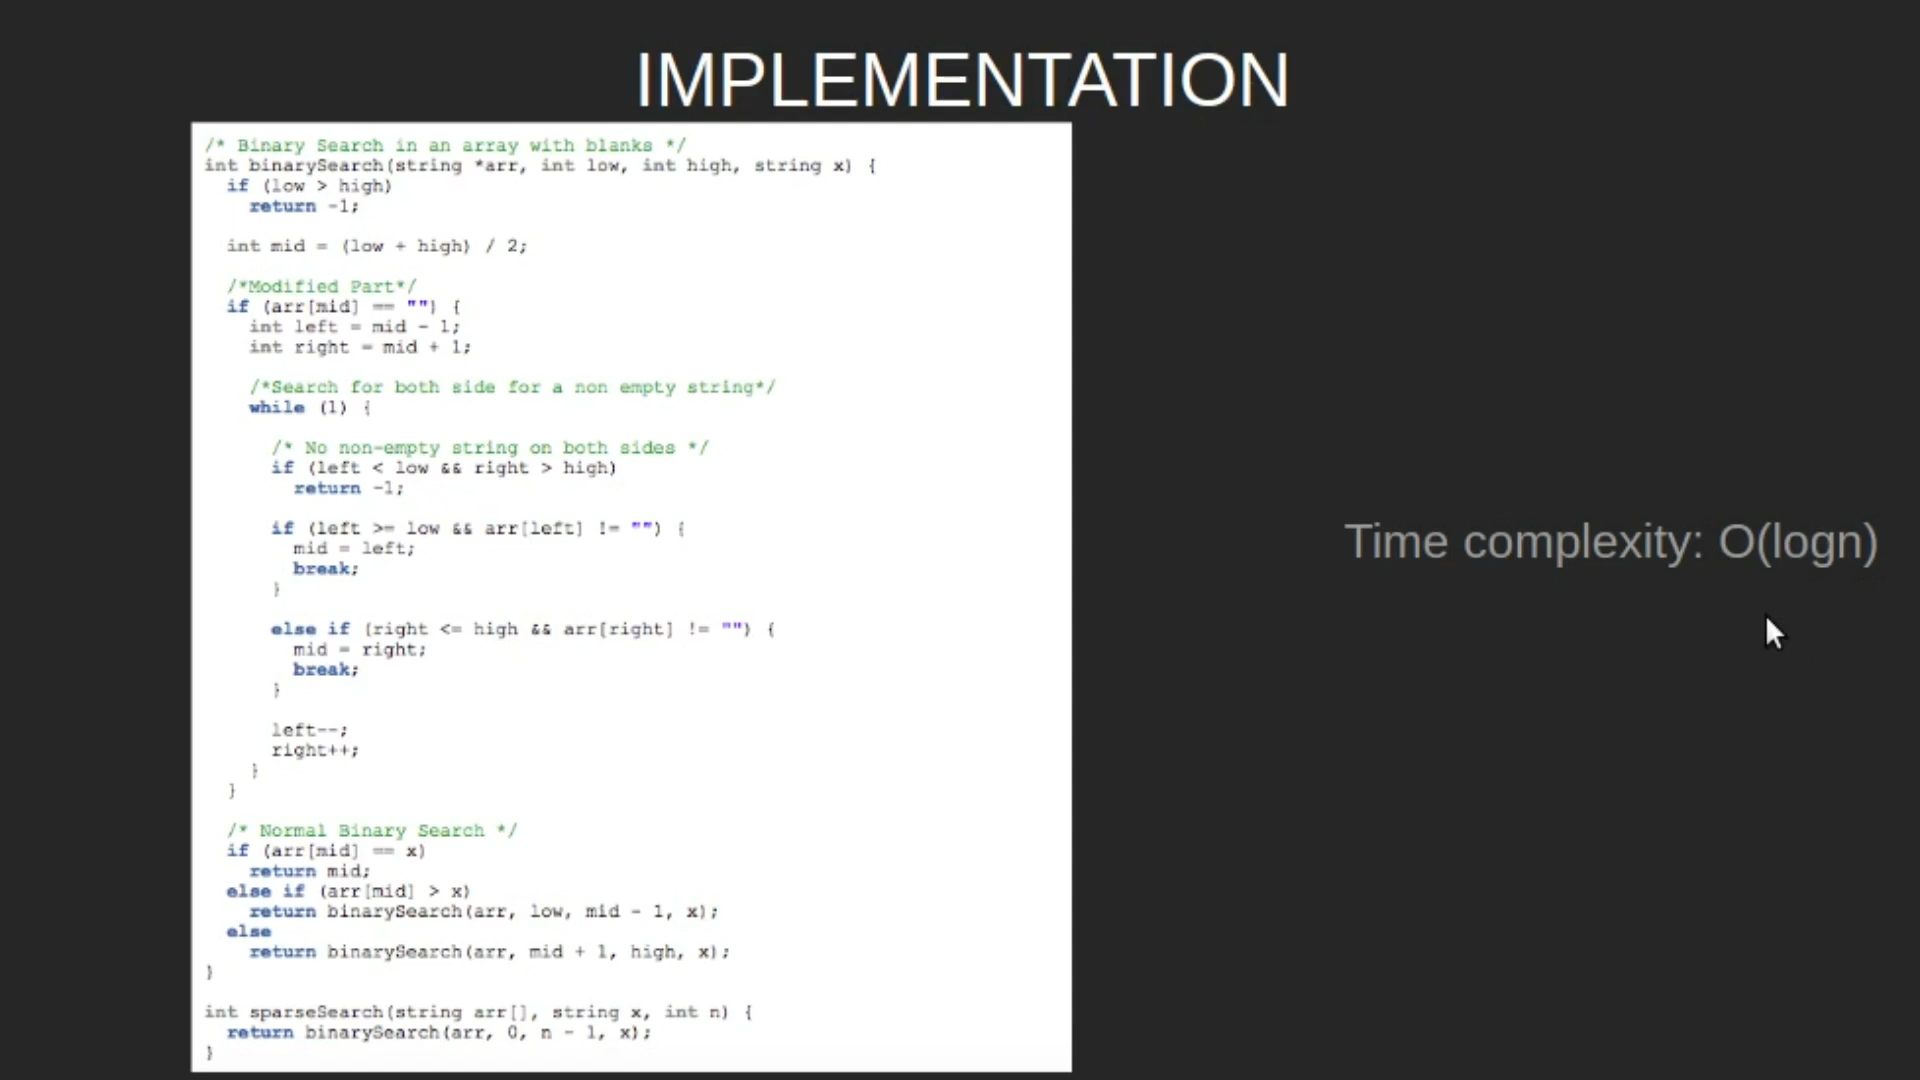 IMPLEMENTATION
/* Binary Search in an array with blanks */
int binarySearch(string *arr, int low, int high, string x) {
if (low > high)
return -1;
int mid = (low + high) / 2;
/*Modified Part*/
if (arr[mid] == "") {
int left = mid - 1;
int right = mid + 1;
/*Search for both side for a non empty string*/
while (1) {
/* No non-empty string on both sides */
if (left < low && right > high)
return -1;
if (left >= low && arr[left] != "") {
mid = left;
break;
}
else if (right <= high && arr[right] != "") {
mid = right;
break;
}
left--;
right++;
}
}
/* Normal Binary Search */
if (arr[mid] == x)
return mid;
else if (arr[mid] > x)
return binarySearch(arr, low, mid - 1, x);
else
return binarySearch(arr, mid + 1, high, x);
}
int sparseSearch(string arr[], string x, int n) {
return binarySearch(arr, 0, n - 1, x);
}
Time complexity: O(logn)